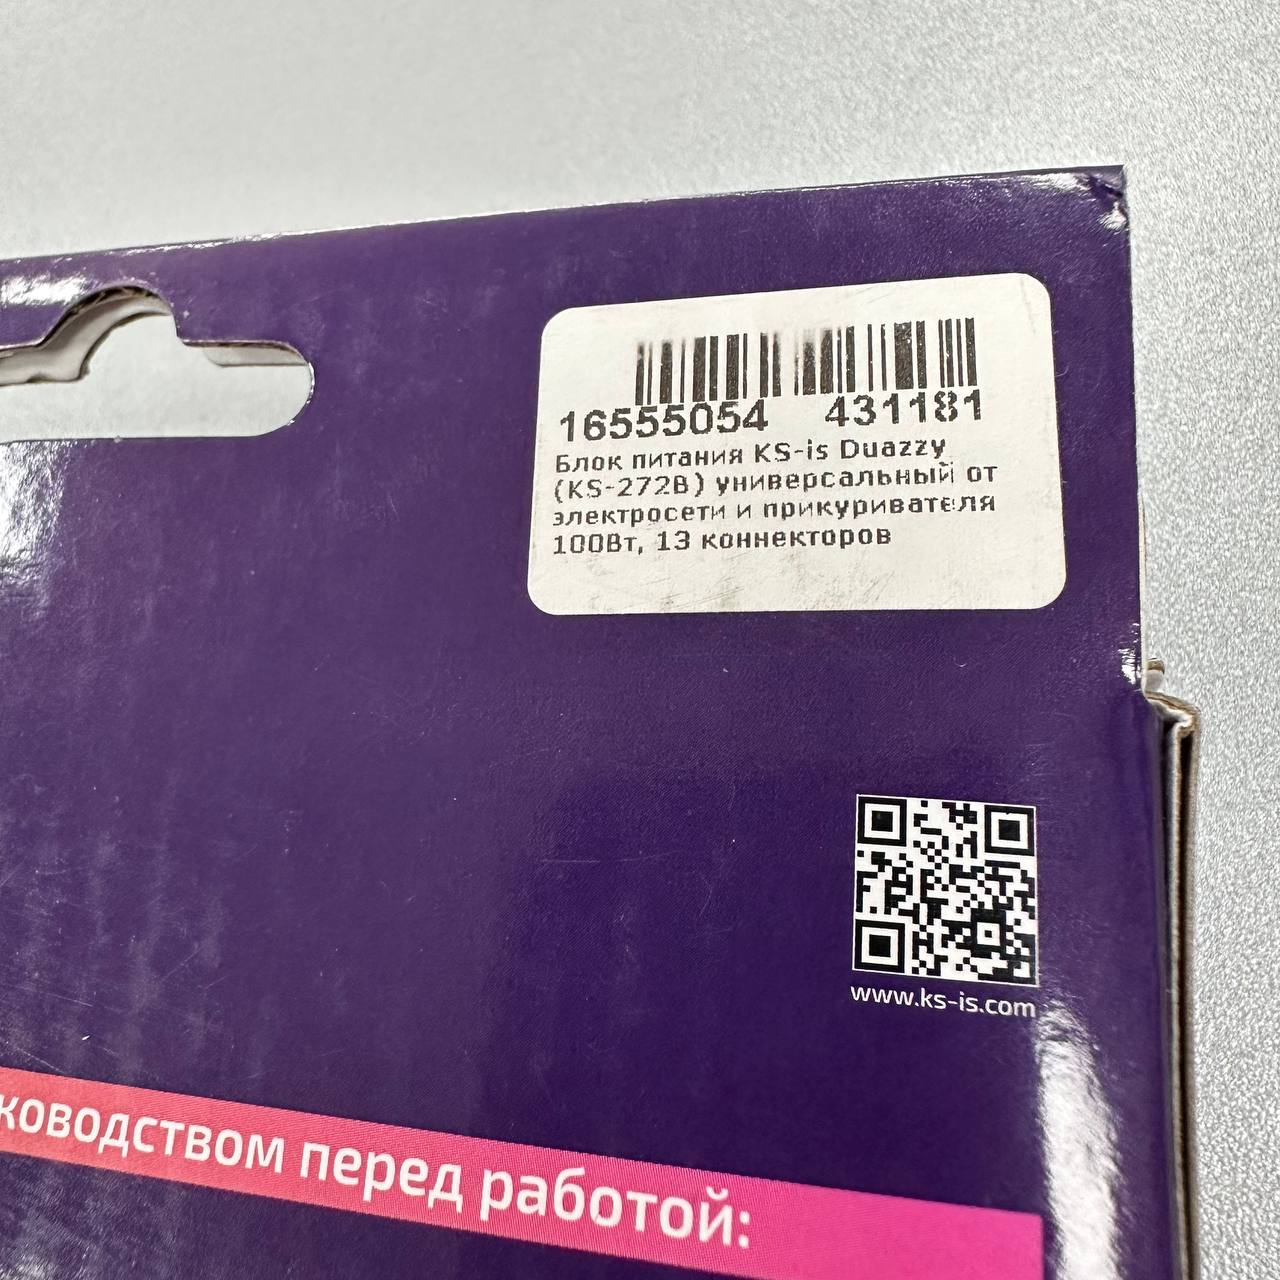 16555054 431181
Блок питания KS-is Duazzy
(KS-272B) универсальный от
электросети и прикуривателя
100Вт, 13 коннекторов
www.ks-is.com
ководством перед работой: